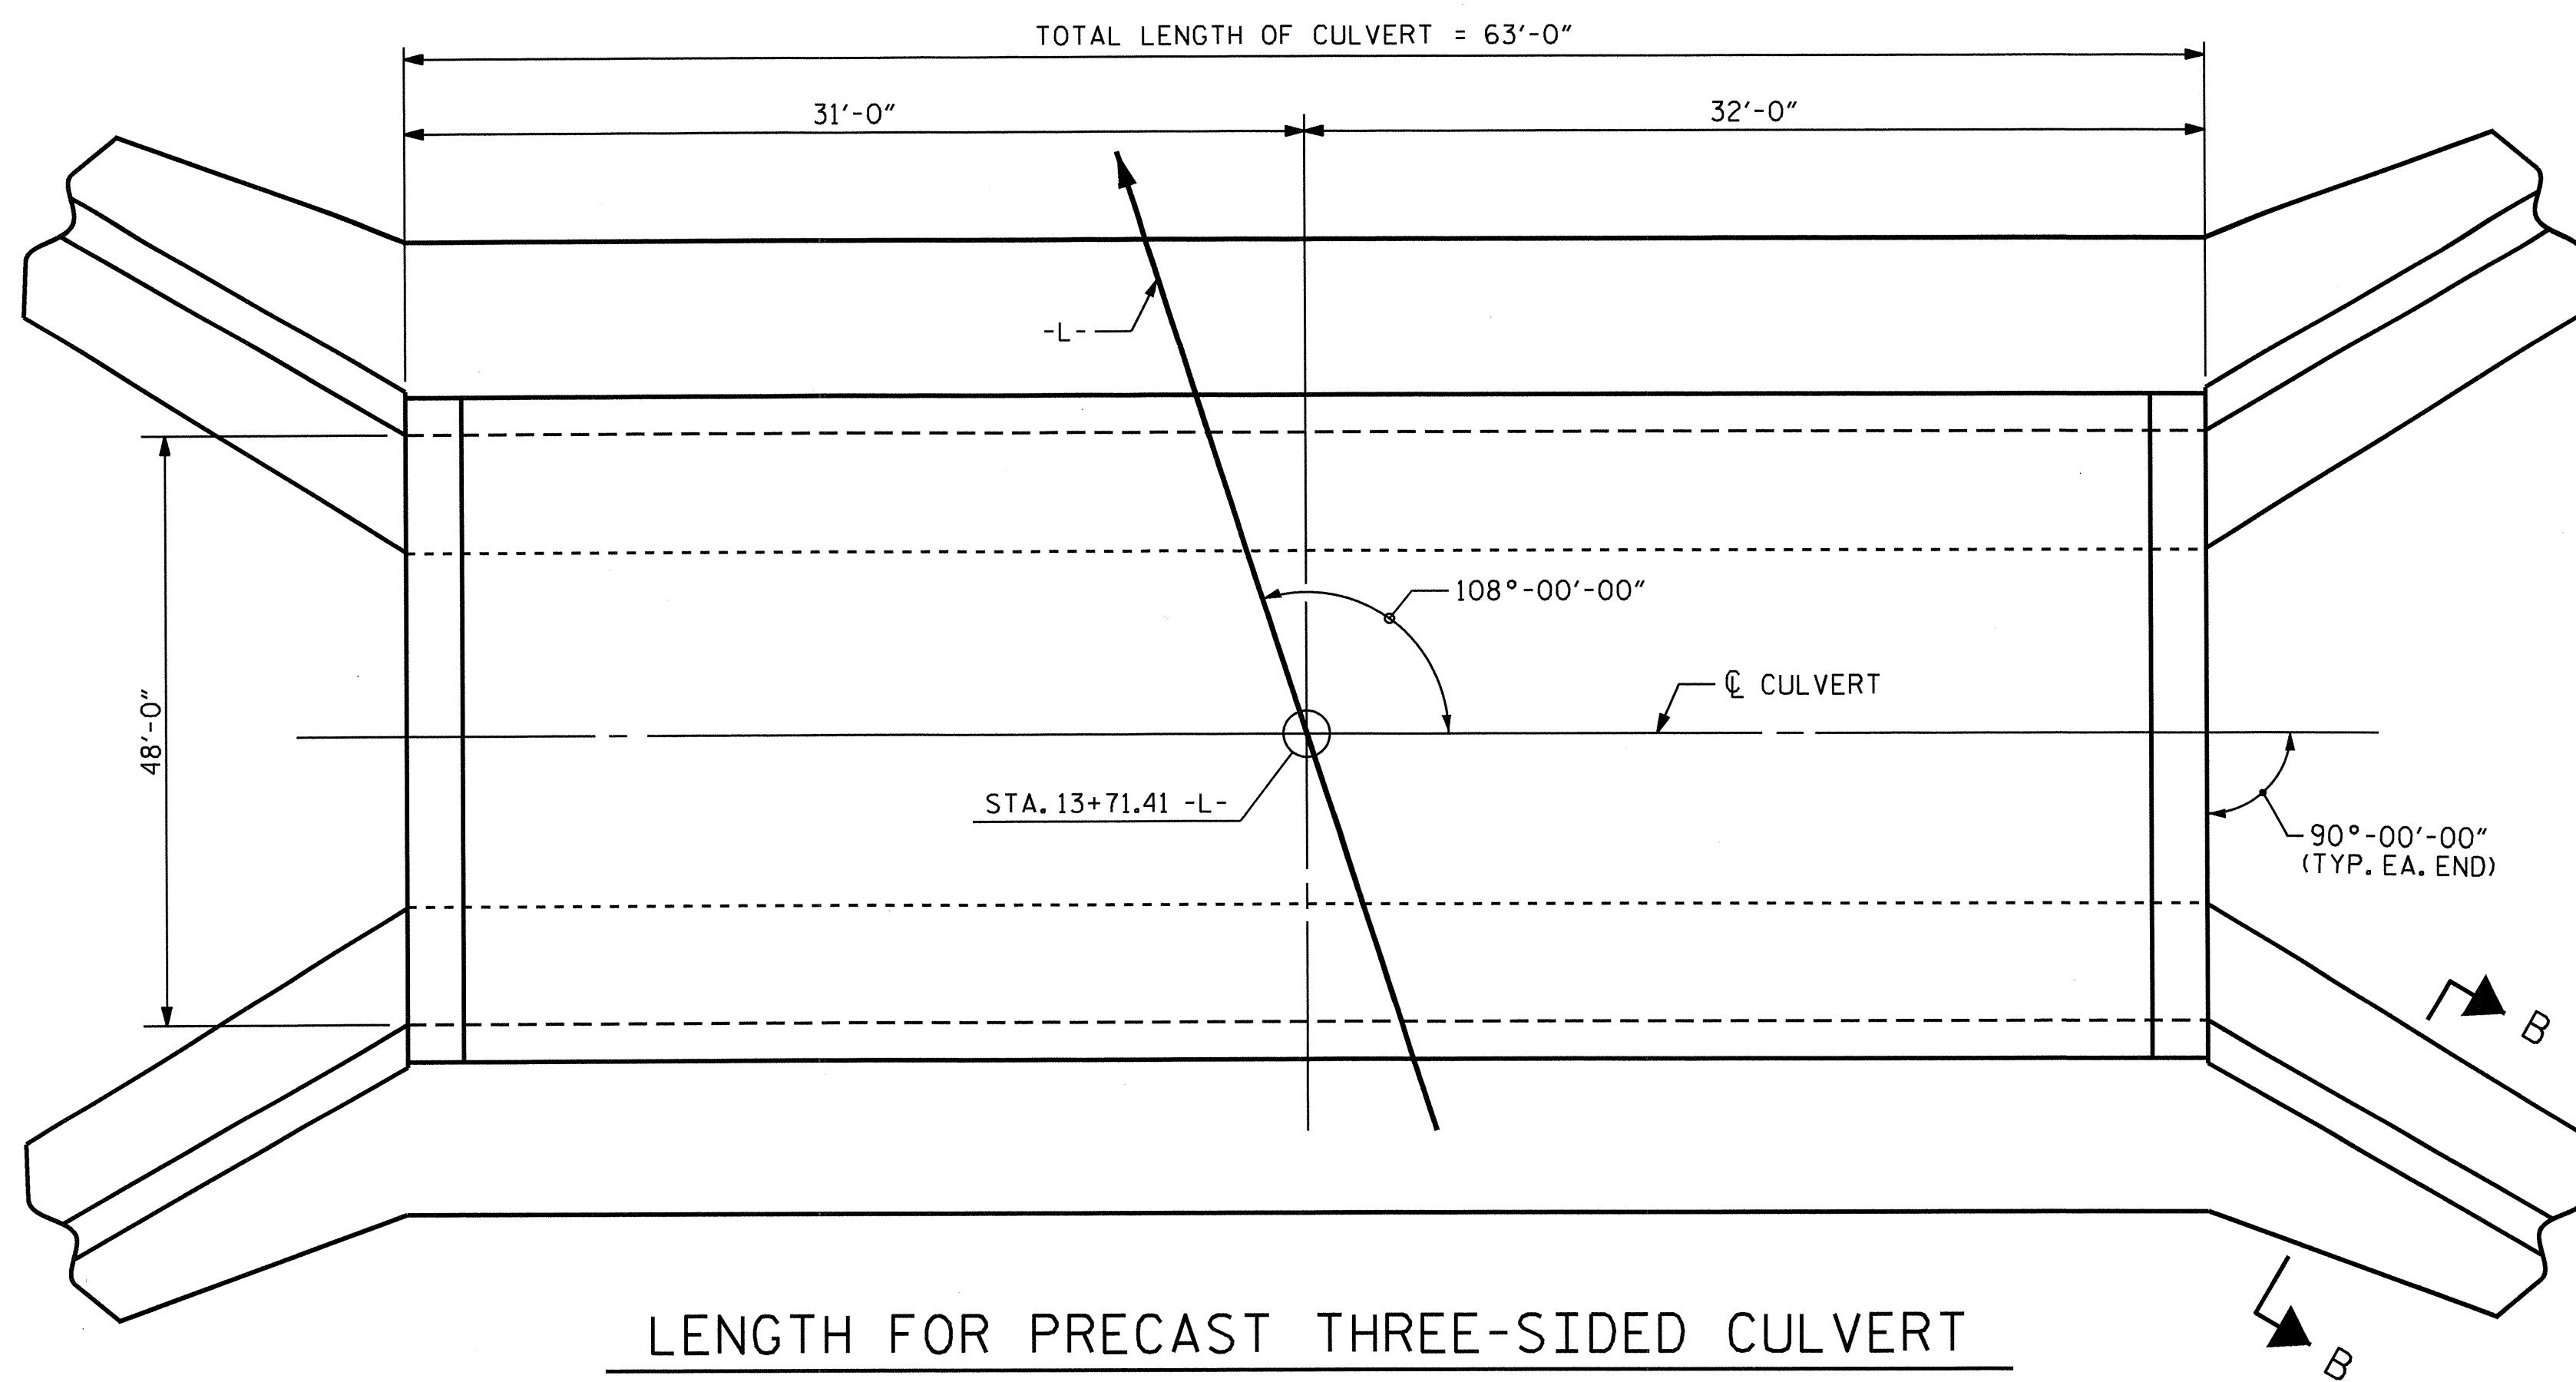 TOTAL LENGTH OF CULVERT = 63'-0"
31'-0"
32'-0"
-L-
108°-00'-00"
℄ CULVERT
48'-0"
STA. 13+71.41 -L-
90°-00'-00"
(TYP. EA. END)
B
B
LENGTH FOR PRECAST THREE-SIDED CULVERT